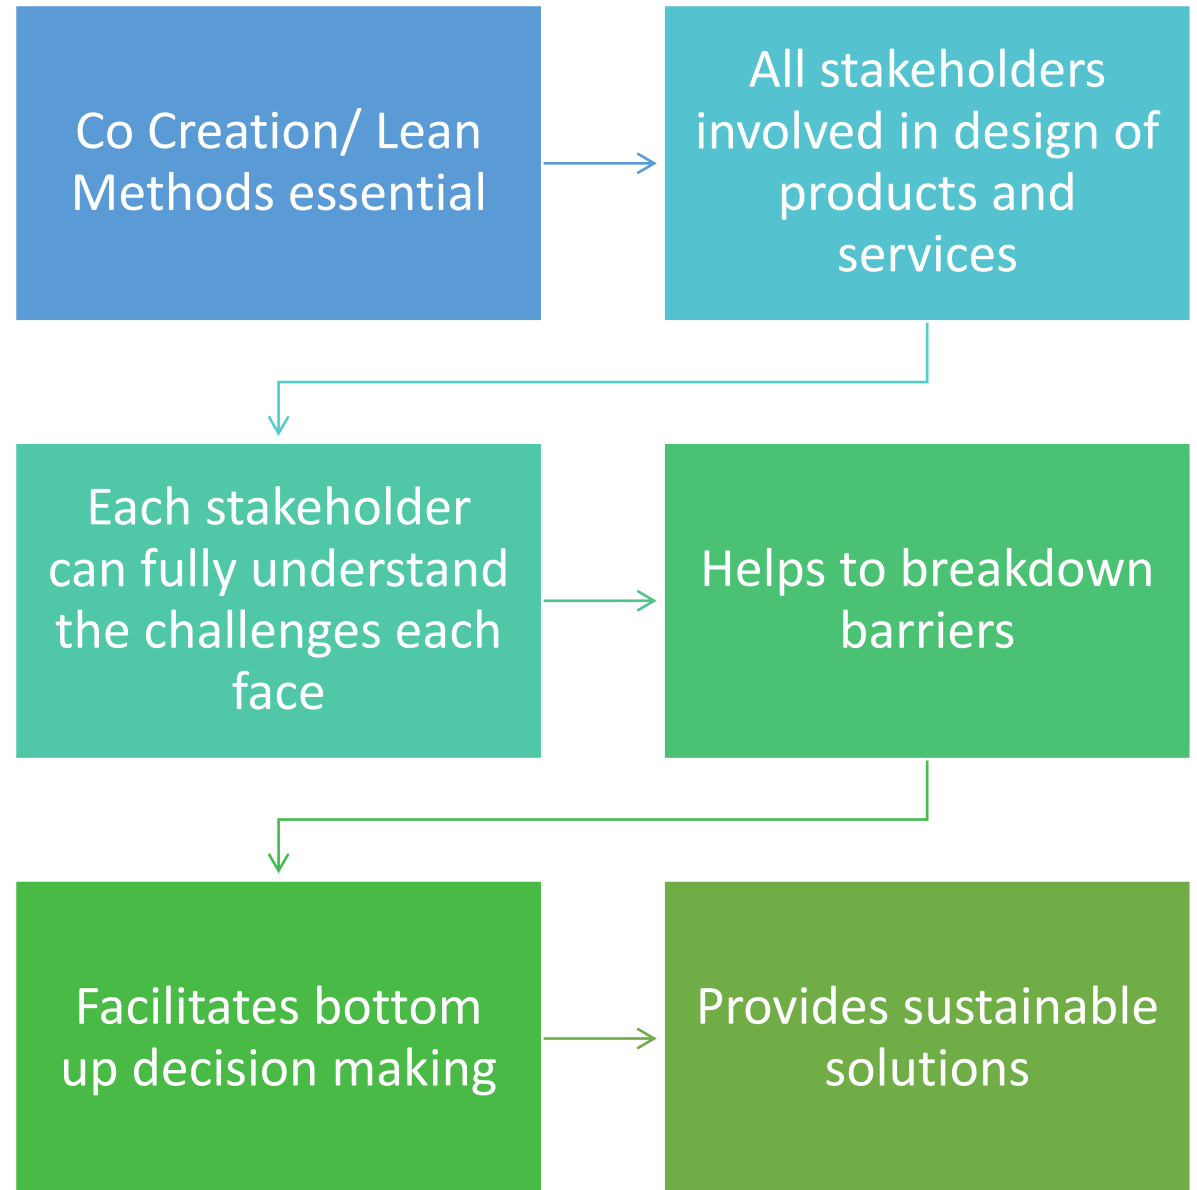 Co Creation/ Lean
Methods essential
All stakeholders
involved in design of
products and
services
Each stakeholder
can fully understand
the challenges each
face
Helps to breakdown
barriers
Facilitates bottom
up decision making
Provides sustainable
solutions